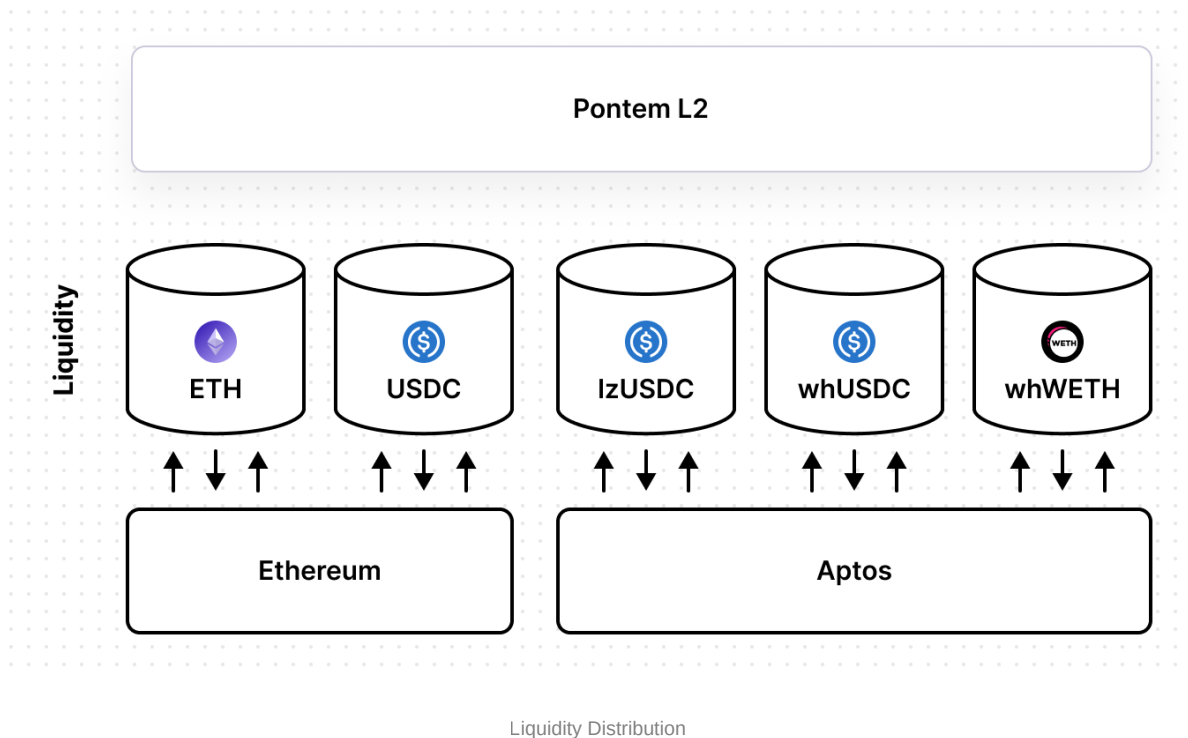 Pontem L2
Liquidity
ETH
USDC
lzUSDC
whUSDC
WETH
whWETH
Ethereum
Aptos
Liquidity Distribution